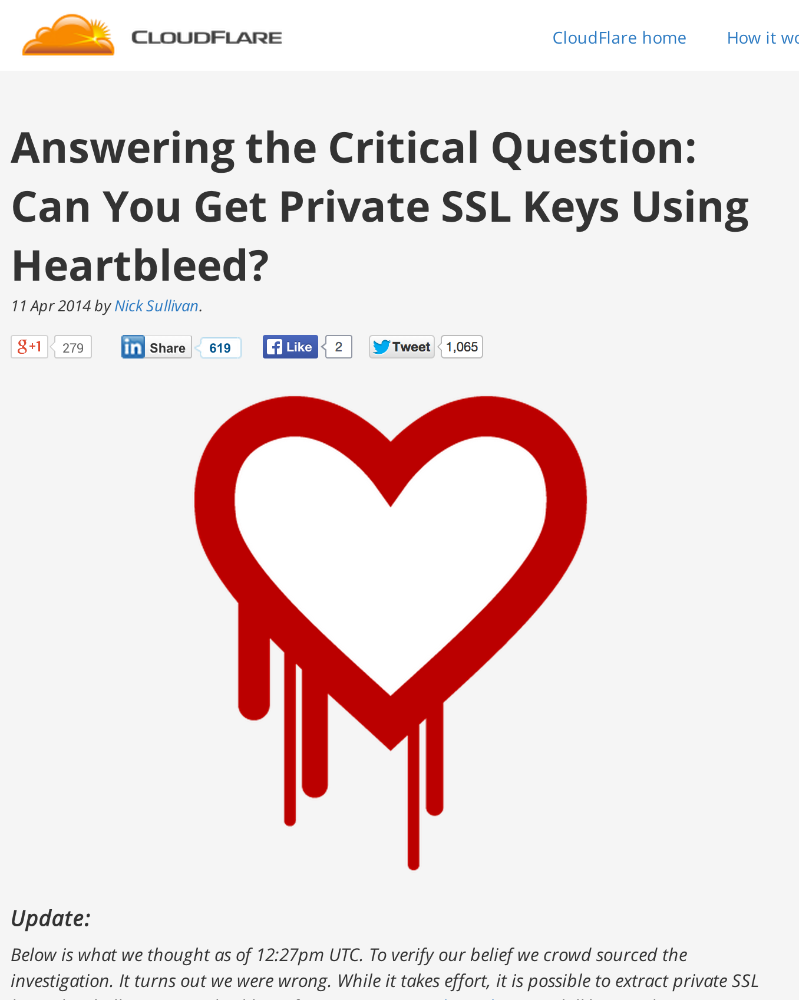 CLOUDFLARE
CloudFlare home How it wo
Answering the Critical Question:
Can You Get Private SSL Keys Using
Heartbleed?
11 Apr 2014 by Nick Sullivan.
g+1 279 in Share 619 f Like 2 Tweet 1,065
Update:
Below is what we thought as of 12:27pm UTC. To verify our belief we crowd sourced the
investigation. It turns out we were wrong. While it takes effort, it is possible to extract private SSL